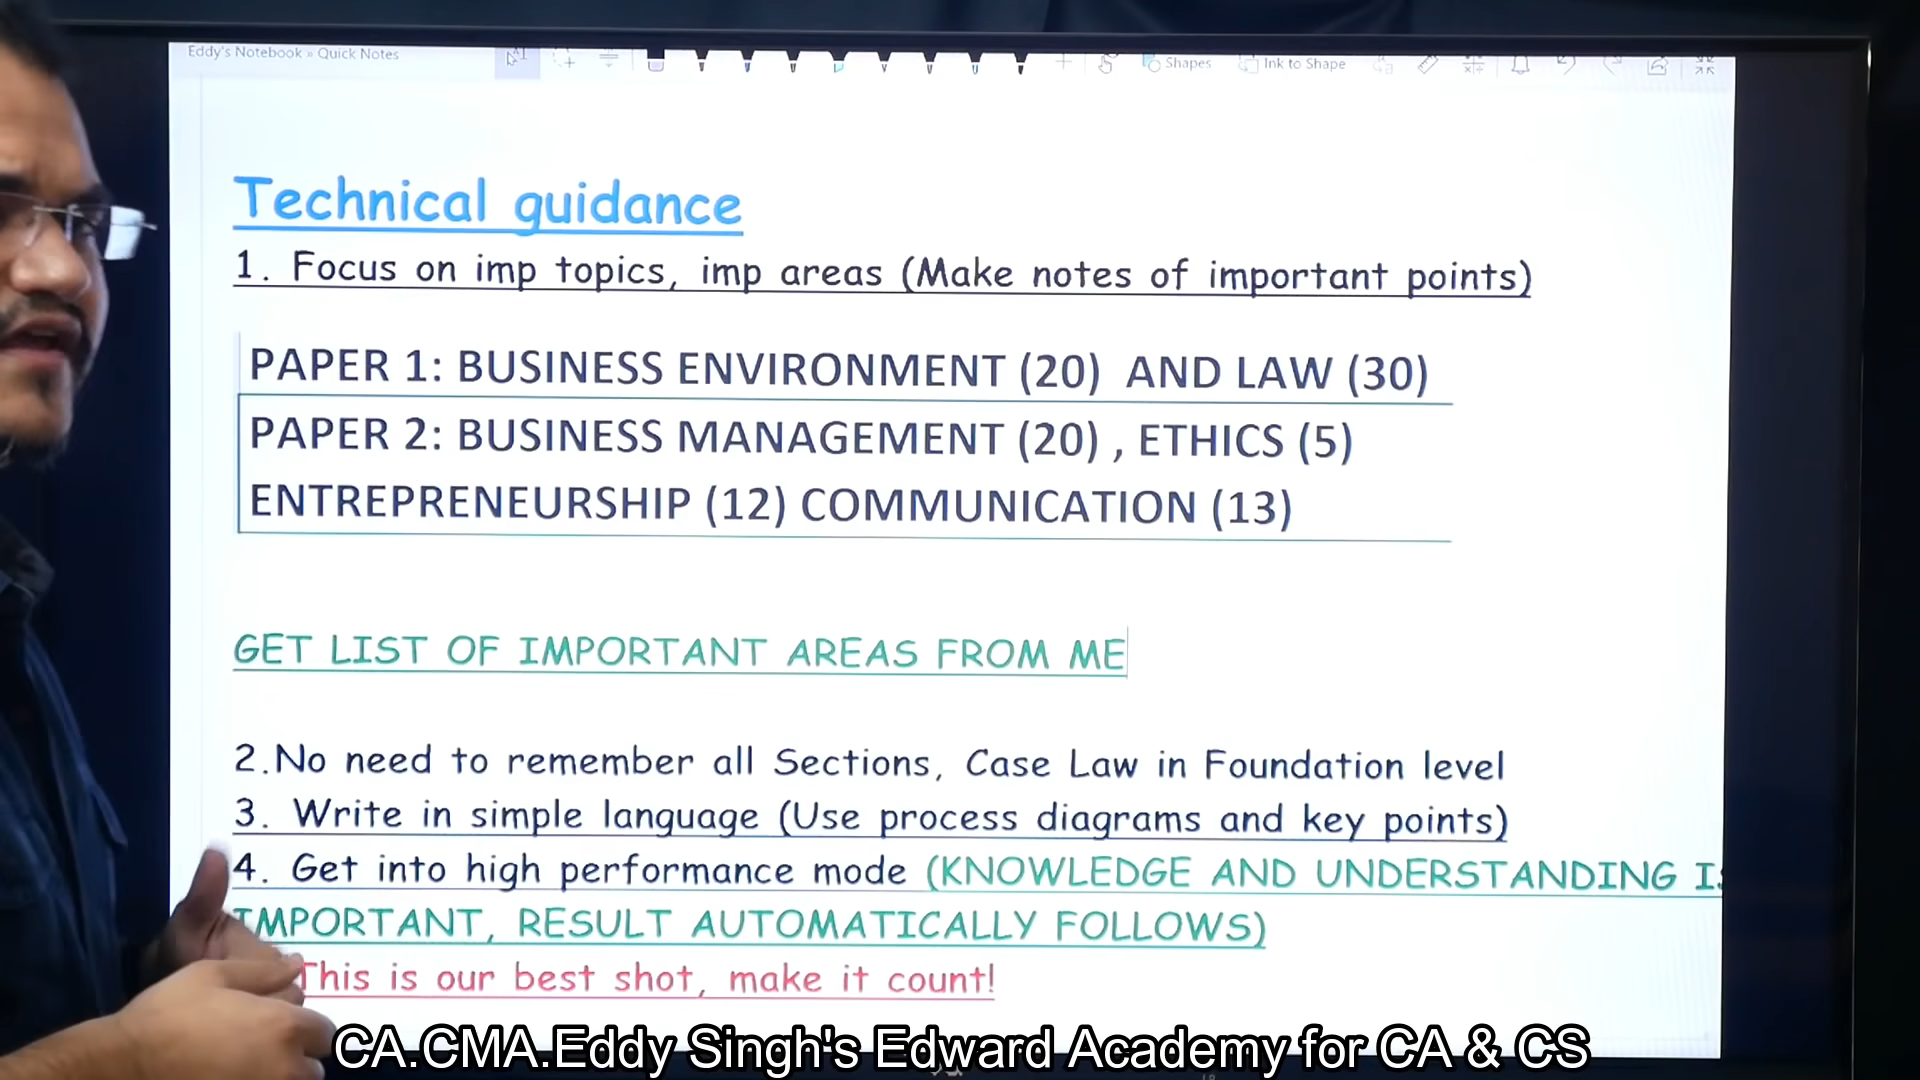 Eddy's Notebook » Quick Notes
Shapes
Ink to Shape
Technical guidance
1. Focus on imp topics, imp areas (Make notes of important points)
PAPER 1: BUSINESS ENVIRONMENT (20) AND LAW (30)
PAPER 2: BUSINESS MANAGEMENT (20) , ETHICS (5)
ENTREPRENEURSHIP (12) COMMUNICATION (13)
GET LIST OF IMPORTANT AREAS FROM ME
2.No need to remember all Sections, Case Law in Foundation level
3. Write in simple language (Use process diagrams and key points)
4. Get into high performance mode (KNOWLEDGE AND UNDERSTANDING IS
IMPORTANT, RESULT AUTOMATICALLY FOLLOWS)
This is our best shot, make it count!
CA.CMA.Eddy Singh's Edward Academy for CA & CS